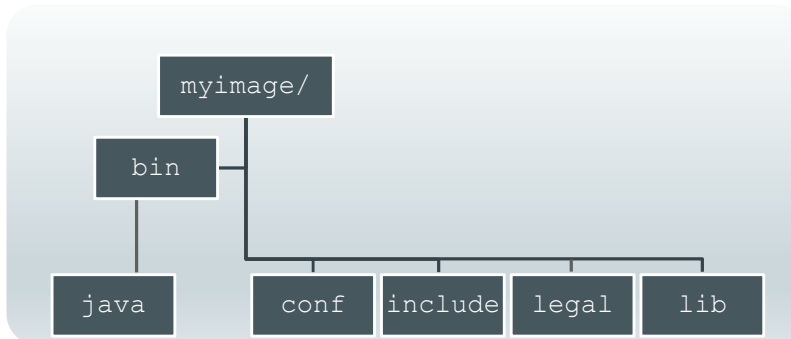 myimage/
bin
java
conf
include
legal
lib